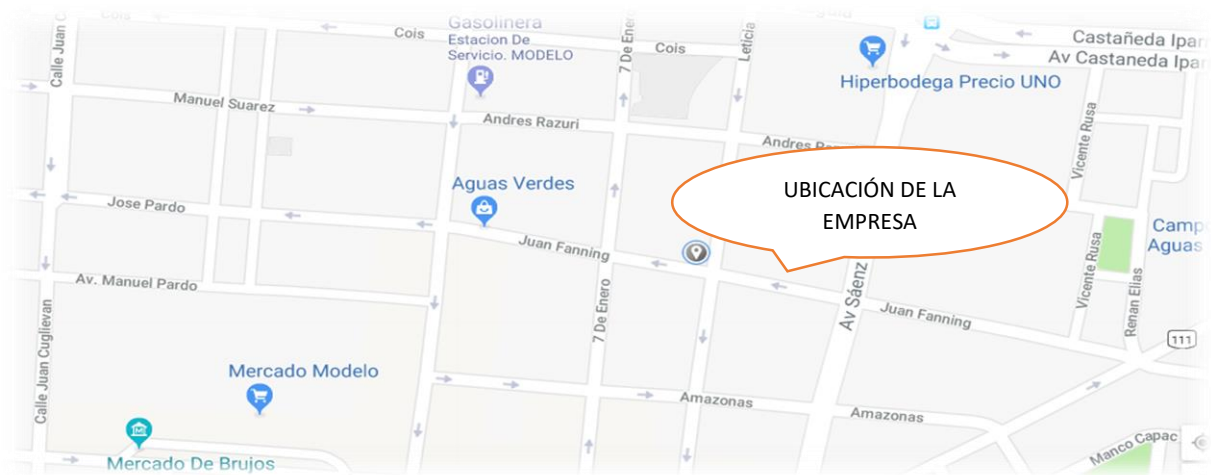 Cois
Gasolinera
Estacion De
Servicio. MODELO
Cois
Cois
7 De Enero
Leticia
Castañeda Ipar
Av Castaneda Ipar
Hiperbodega Precio UNO
Calle Juan C
Manuel Suarez
Andres Razuri
Andres
Vicente Rusa
UBICACIÓN DE LA
EMPRESA
Aguas Verdes
Jose Pardo
Juan Fanning
Camp
Aguas
Av. Manuel Pardo
7 De Enero
Av Sáenz
Juan Fanning
Vicente Rusa
Renan Elias
111
Calle Juan Cuglievan
Mercado Modelo
Amazonas
Amazonas
Manco Capac
Mercado De Brujos